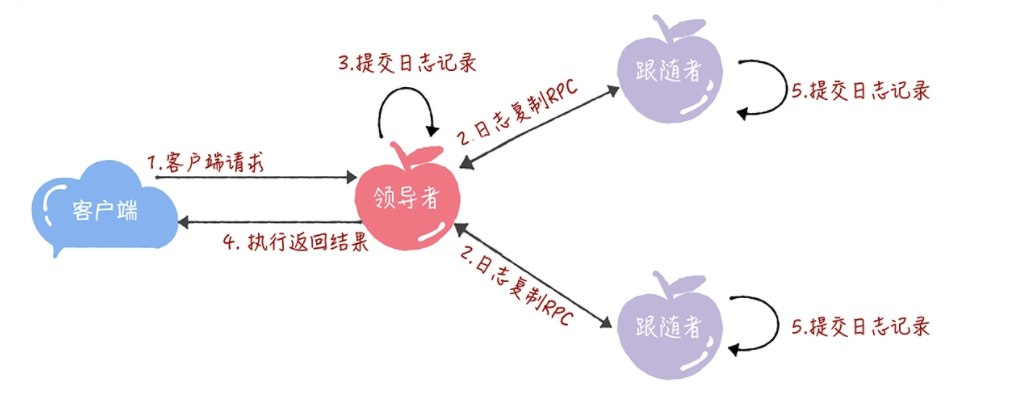 跟随者
3.提交日志记录
5.提交日志记录
2.日志复制RPC
1.客户端请求
领导者
客户端
4. 执行返回结果
2.日志复制RPC
跟随者
5.提交日志记录